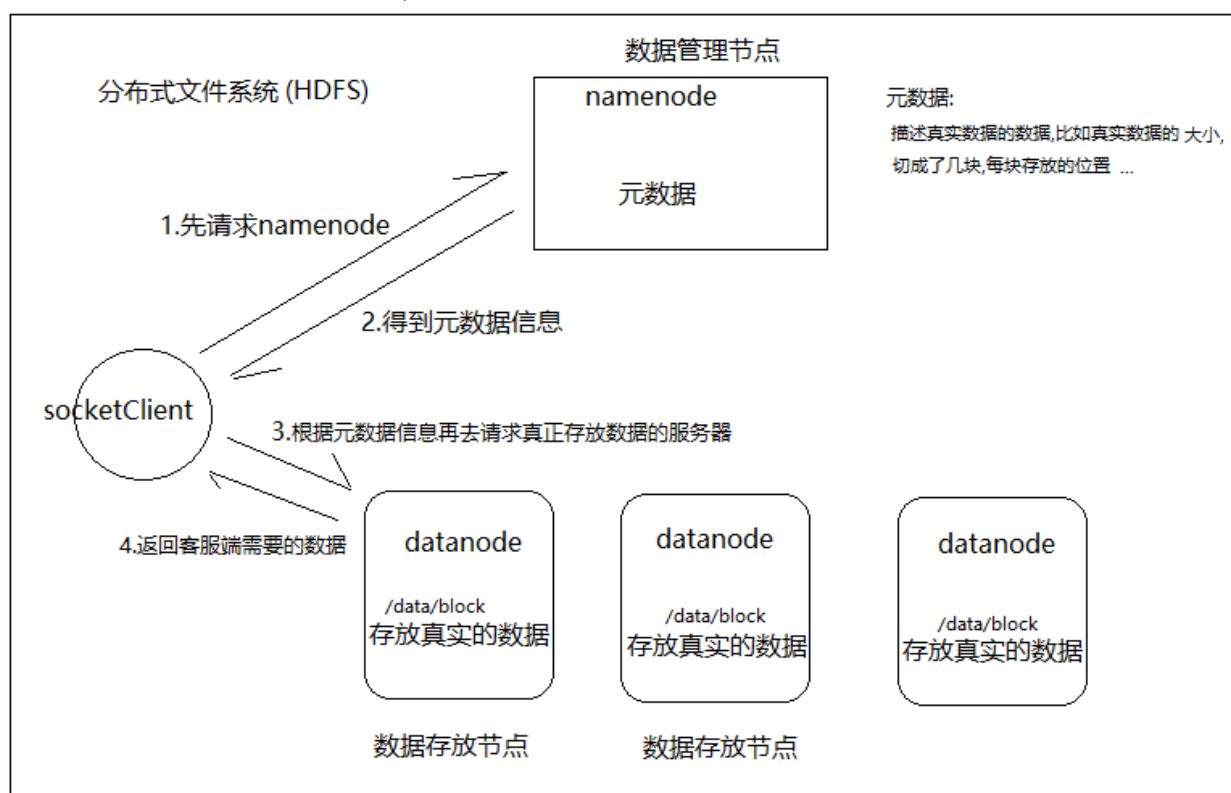 数据管理节点
分布式文件系统 (HDFS)
namenode
元数据
元数据:
描述真实数据的数据,比如真实数据的 大小,
切成了几块,每块存放的位置 ...
1.先请求namenode
2.得到元数据信息
socketClient
3.根据元数据信息再去请求真正存放数据的服务器
4.返回客服端需要的数据
datanode
/data/block
存放真实的数据
datanode
/data/block
存放真实的数据
datanode
/data/block
存放真实的数据
数据存放节点
数据存放节点